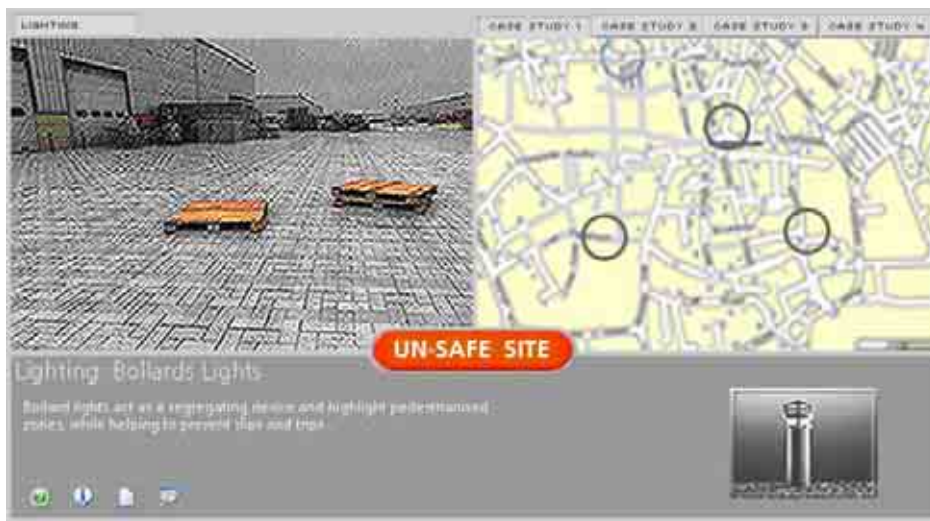 LIGHTING
CASE STUDY 1
CASE STUDY 2
CASE STUDY 3
CASE STUDY 4
UN-SAFE SITE
Lighting: Bollards Lights
Bollard lights act as a segregating device and highlight pedestrianised
zones, while helping to prevent slips and trips